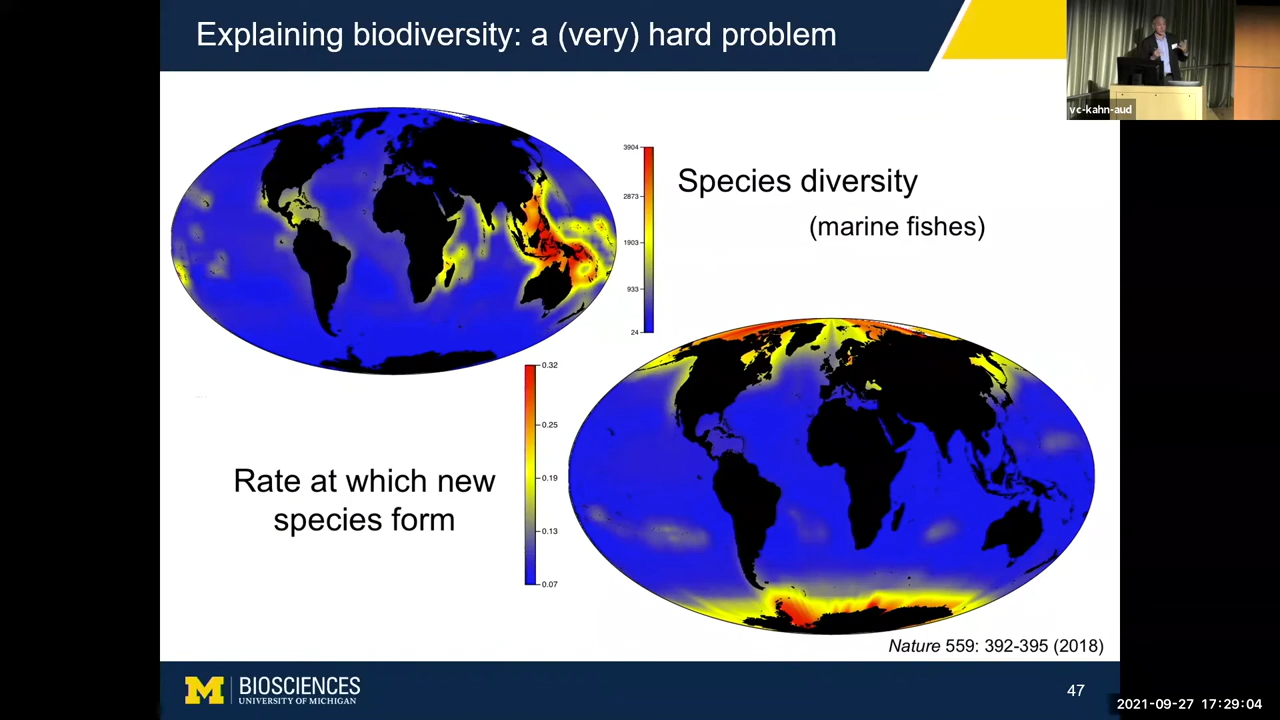 Explaining biodiversity: a (very) hard problem
vc-kahn-aud
3904
2873
1903
933
24
Species diversity
(marine fishes)
0.32
0.25
0.19
0.13
0.07
Rate at which new
species form
Nature 559: 392-395 (2018)
M BIOSCIENCES
UNIVERSITY OF MICHIGAN
47
2021-09-27 17:29:04